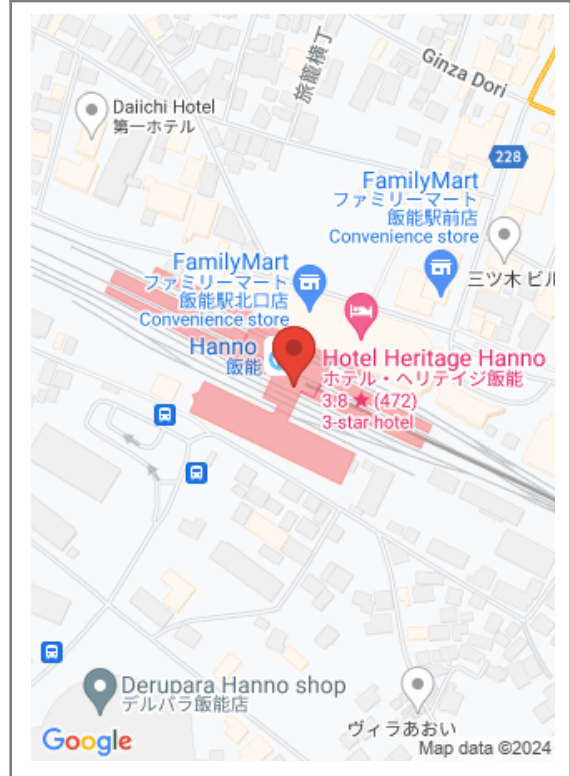 Ginza Dori
旅籠横丁
Daiichi Hotel
第一ホテル
228
FamilyMart
ファミリーマート
飯能駅前店
Convenience store
三ツ木 ビル
FamilyMart
ファミリーマート
飯能駅北口店
Convenience store
Hanno
飯能
Hotel Heritage Hanno
ホテル・ヘリテイジ飯能
3.8 ★ (472)
3-star hotel
Derupara Hanno shop
デルパラ飯能店
ヴィラあおい
Google
Map data ©2024